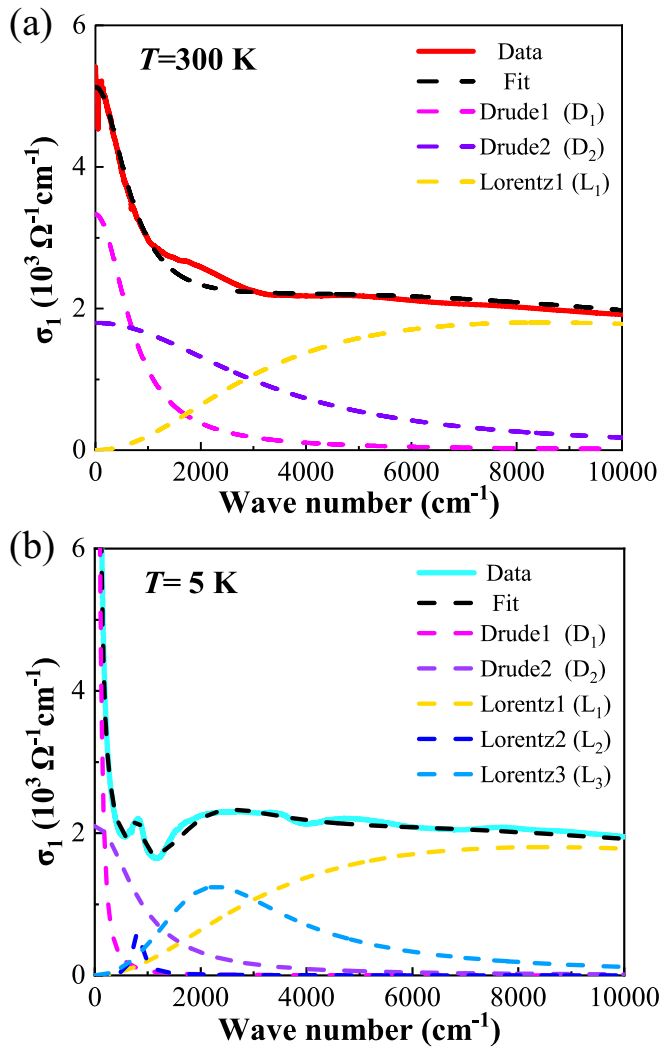 (a)
T=300 K
Data
Fit
Drude1 (D₁)
Drude2 (D₂)
Lorentz1 (L₁)
σ₁ (10³ Ω⁻¹cm⁻¹)
6
4
2
0
0 2000 4000 6000 8000 10000
Wave number (cm⁻¹)
(b)
T= 5 K
Data
Fit
Drude1 (D₁)
Drude2 (D₂)
Lorentz1 (L₁)
Lorentz2 (L₂)
Lorentz3 (L₃)
σ₁ (10³ Ω⁻¹cm⁻¹)
6
4
2
0
0 2000 4000 6000 8000 10000
Wave number (cm⁻¹)